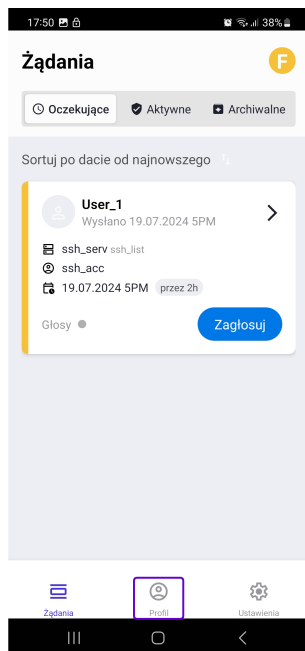 17:50 38%
Żądania F
Oczekujące Aktywne Archiwalne
Sortuj po dacie od najnowszego
User_1
Wysłano 19.07.2024 5PM
ssh_serv ssh_list
ssh_acc
19.07.2024 5PM przez 2h
Głosy Zagłosuj
Żądania Profil Ustawienia